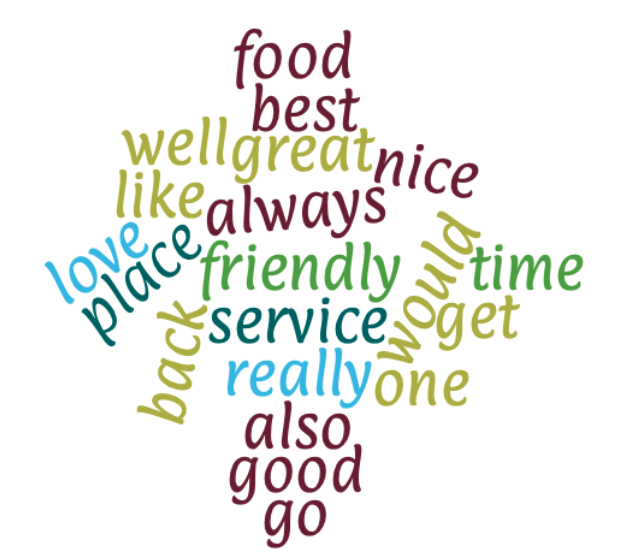 food
best
well great nice
like always
love place friendly would time
back service get
really one
also
good
go